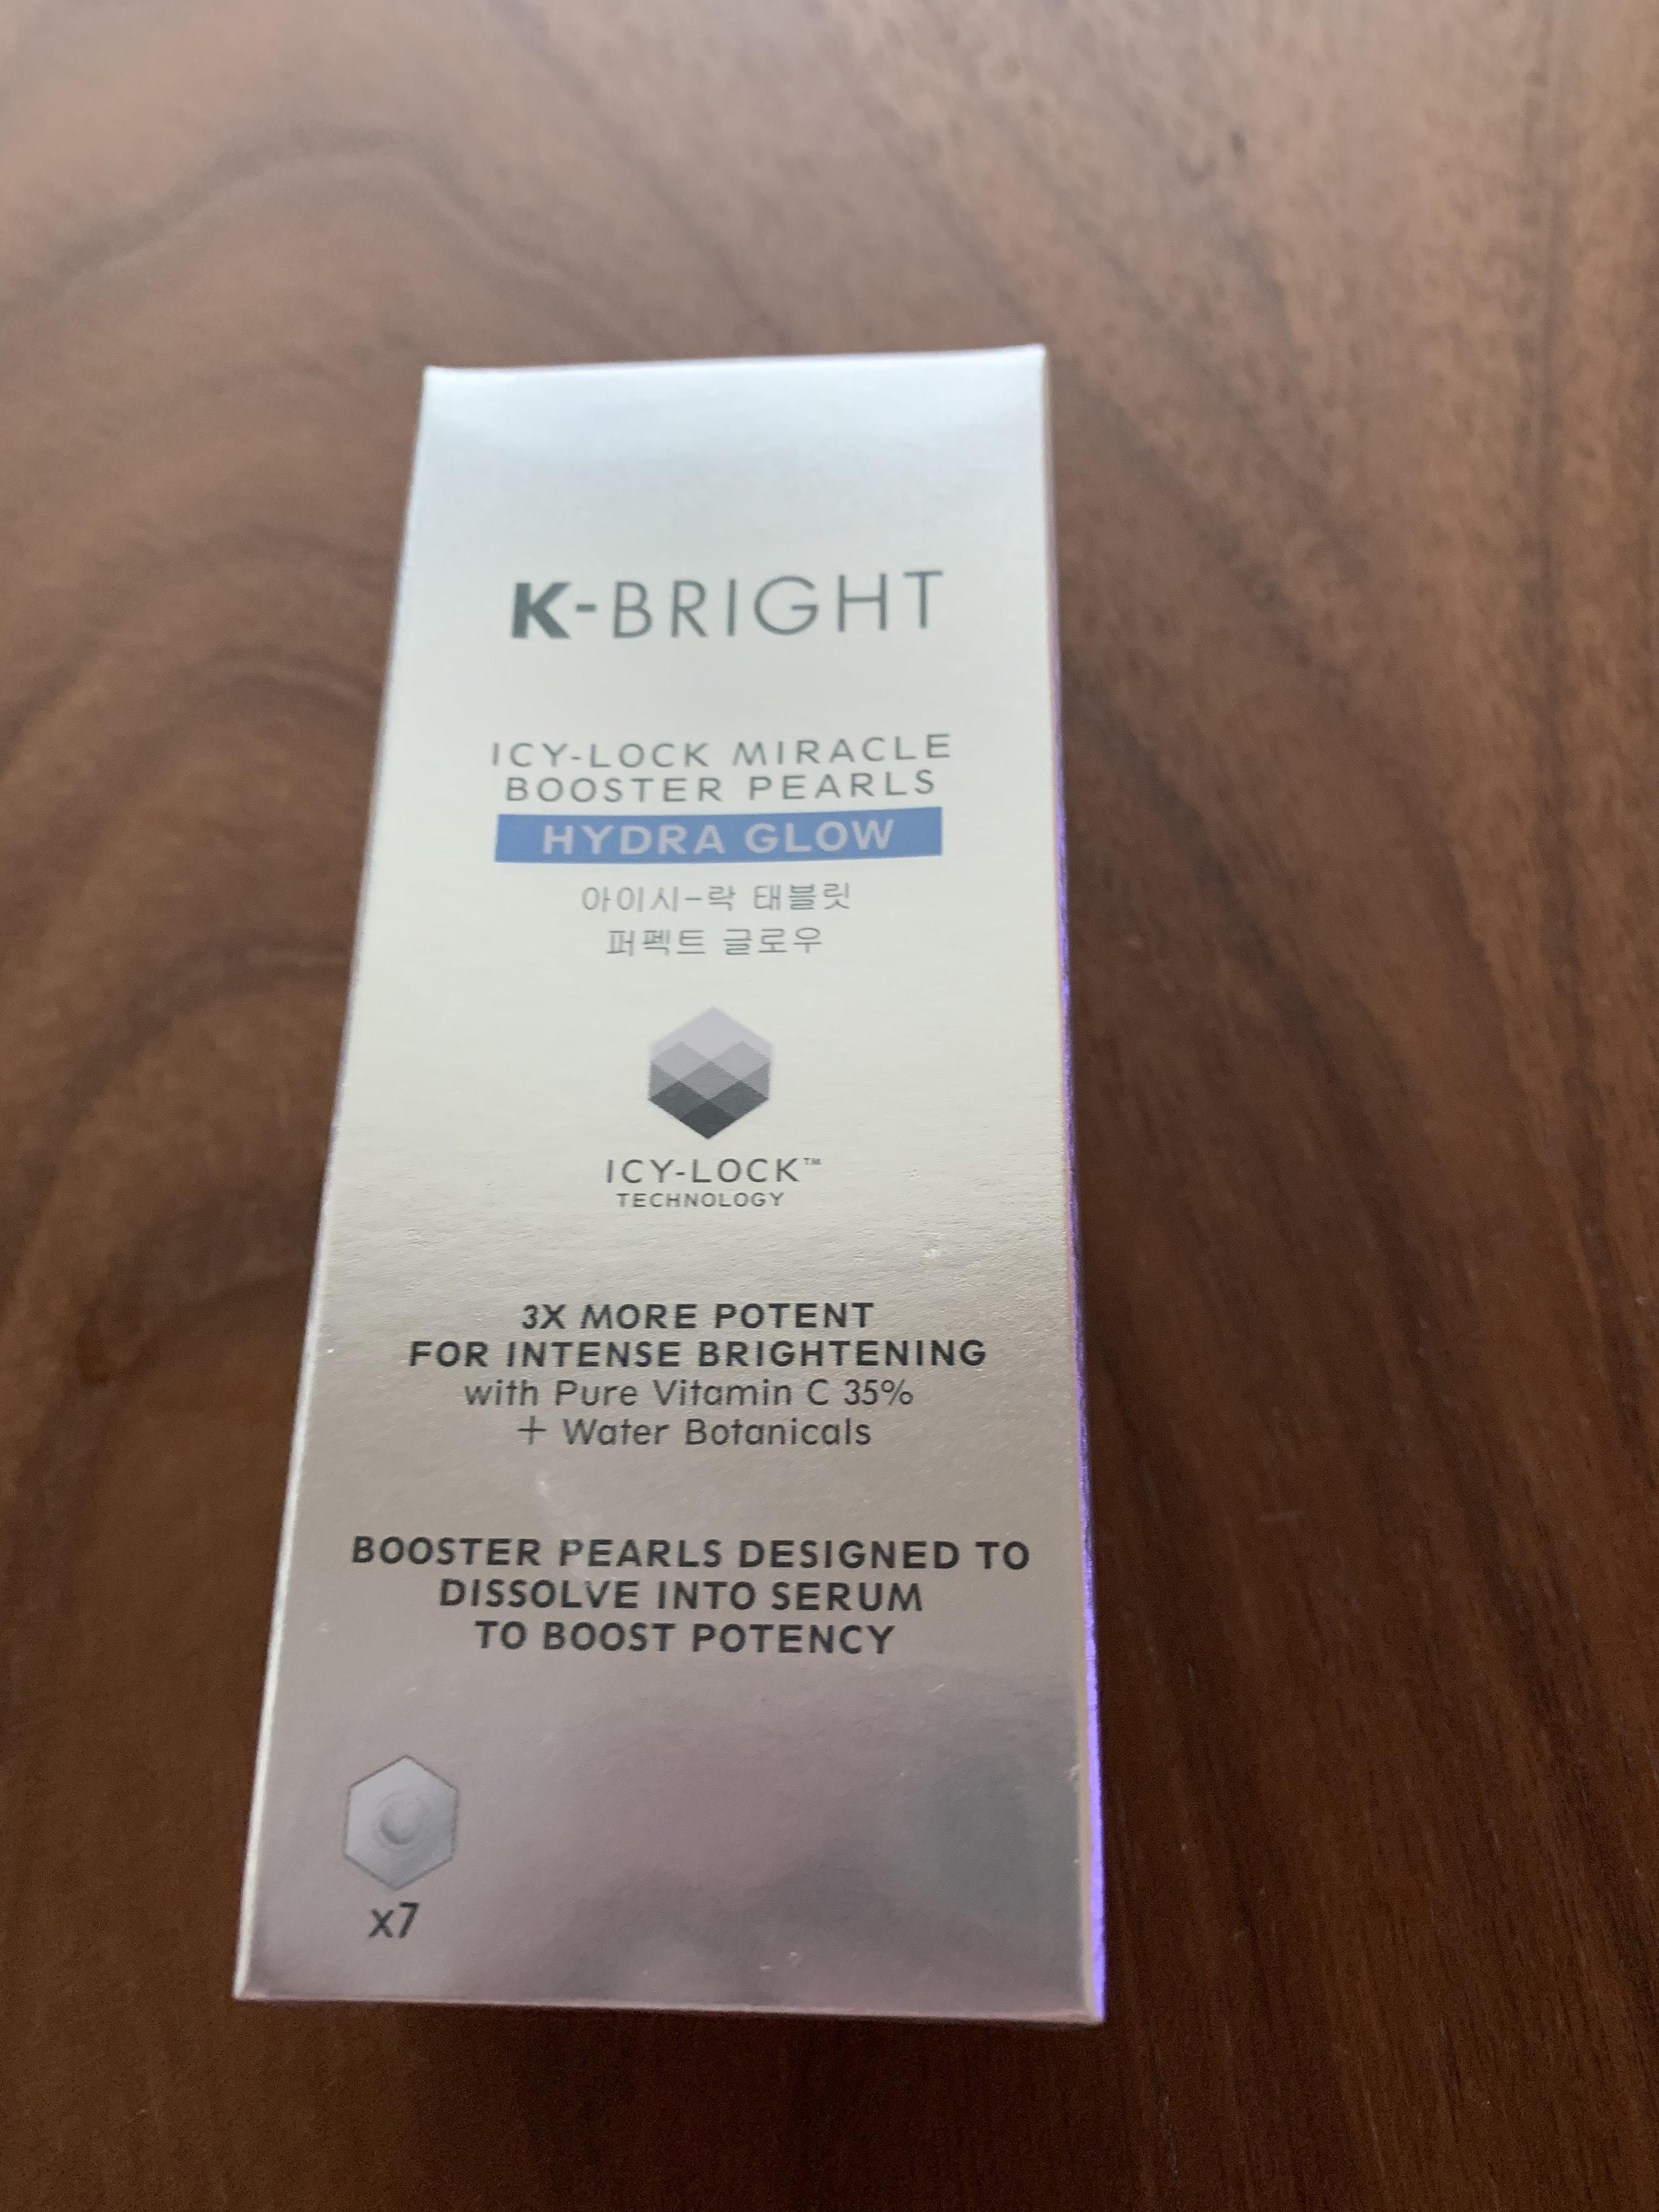 K-BRIGHT
ICY-LOCK MIRACLE
BOOSTER PEARLS
HYDRA GLOW
아이시-락 태블릿
퍼펙트 글로우
ICY-LOCK™
TECHNOLOGY
3X MORE POTENT
FOR INTENSE BRIGHTENING
with Pure Vitamin C 35%
+ Water Botanicals
BOOSTER PEARLS DESIGNED TO
DISSOLVE INTO SERUM
TO BOOST POTENCY
x7